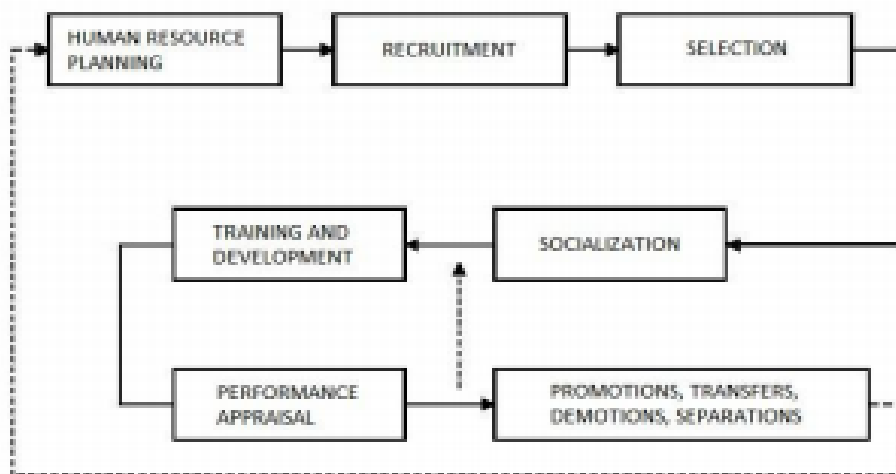 HUMAN RESOURCE
PLANNING
RECRUITMENT
SELECTION
TRAINING AND
DEVELOPMENT
SOCIALIZATION
PERFORMANCE
APPRAISAL
PROMOTIONS, TRANSFERS,
DEMOTIONS, SEPARATIONS